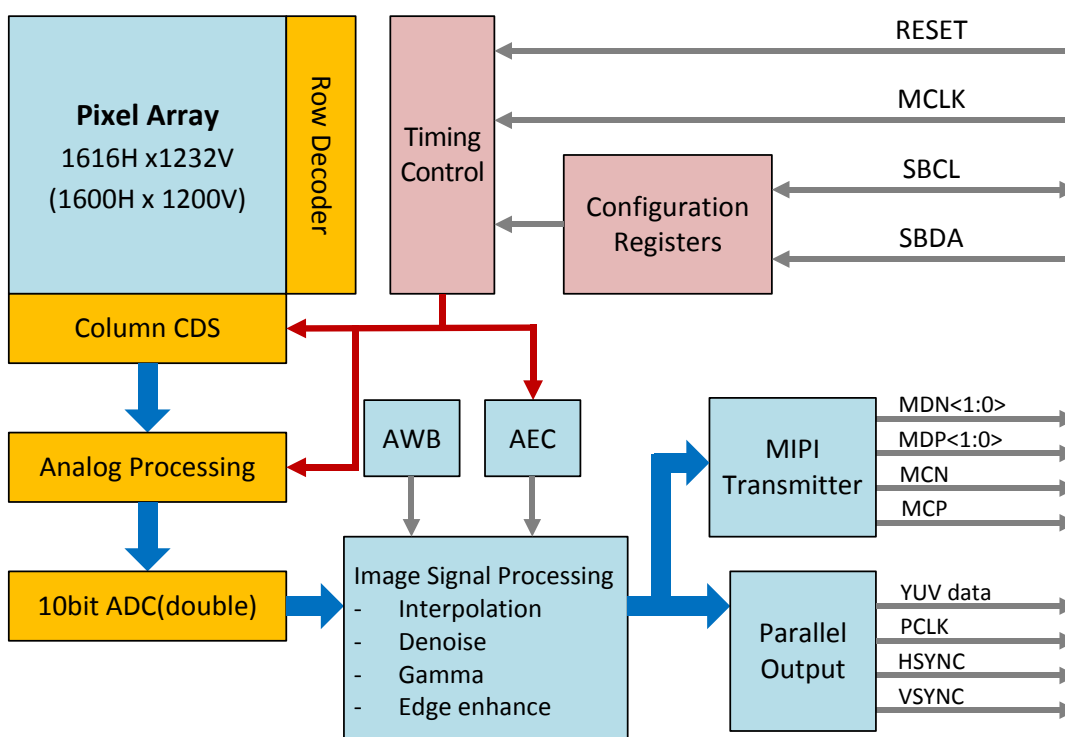 Pixel Array
1616H x1232V
(1600H x 1200V)
Row Decoder
Column CDS
Timing
Control
Configuration
Registers
RESET
MCLK
SBCL
SBDA
Analog Processing
10bit ADC(double)
AWB
AEC
Image Signal Processing
- Interpolation
- Denoise
- Gamma
- Edge enhance
MIPI
Transmitter
MDN<1:0>
MDP<1:0>
MCN
MCP
Parallel
Output
YUV data
PCLK
HSYNC
VSYNC